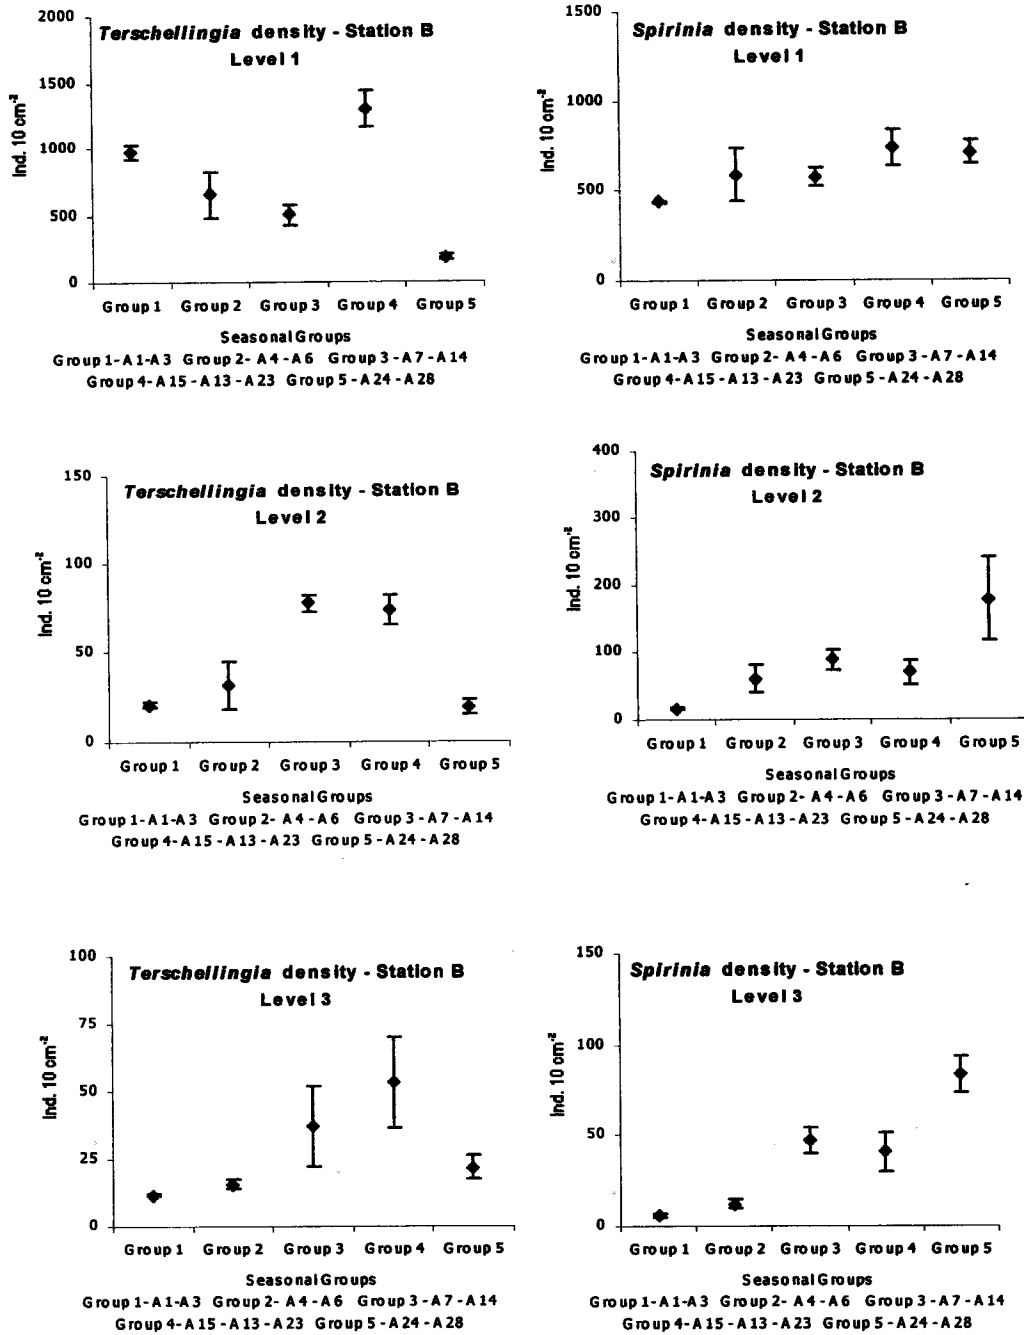 Terschellingia density - Station B
Level 1
2000
1500
1000
500
0
Ind. 10 cm-2
Group 1 Group 2 Group 3 Group 4 Group 5
Seasonal Groups
Group 1-A1-A3 Group 2- A4-A6 Group 3-A7-A14
Group 4-A15-A13-A23 Group 5-A24-A28
Spirinia density - Station B
Level 1
1500
1000
500
0
Ind. 10 cm-2
Group 1 Group 2 Group 3 Group 4 Group 5
Seasonal Groups
Group 1-A1-A3 Group 2- A4-A6 Group 3-A7-A14
Group 4-A15-A13-A23 Group 5-A24-A28
Terschellingia density - Station B
Level 2
150
100
50
0
Ind. 10 cm-2
Group 1 Group 2 Group 3 Group 4 Group 5
Seasonal Groups
Group 1-A1-A3 Group 2- A4-A6 Group 3-A7-A14
Group 4-A15-A13-A23 Group 5-A24-A28
Spirinia density - Station B
Level 2
400
300
200
100
0
Ind. 10 cm-2
Group 1 Group 2 Group 3 Group 4 Group 5
Seasonal Groups
Group 1-A1-A3 Group 2- A4-A6 Group 3-A7-A14
Group 4-A15-A13-A23 Group 5-A24-A28
Terschellingia density - Station B
Level 3
100
75
50
25
0
Ind. 10 cm-2
Group 1 Group 2 Group 3 Group 4 Group 5
Seasonal Groups
Group 1-A1-A3 Group 2- A4-A6 Group 3-A7-A14
Group 4-A15-A13-A23 Group 5-A24-A28
Spirinia density - Station B
Level 3
150
100
50
0
Ind. 10 cm-2
Group 1 Group 2 Group 3 Group 4 Group 5
Seasonal Groups
Group 1-A1-A3 Group 2- A4-A6 Group 3-A7-A14
Group 4-A15-A13-A23 Group 5-A24-A28